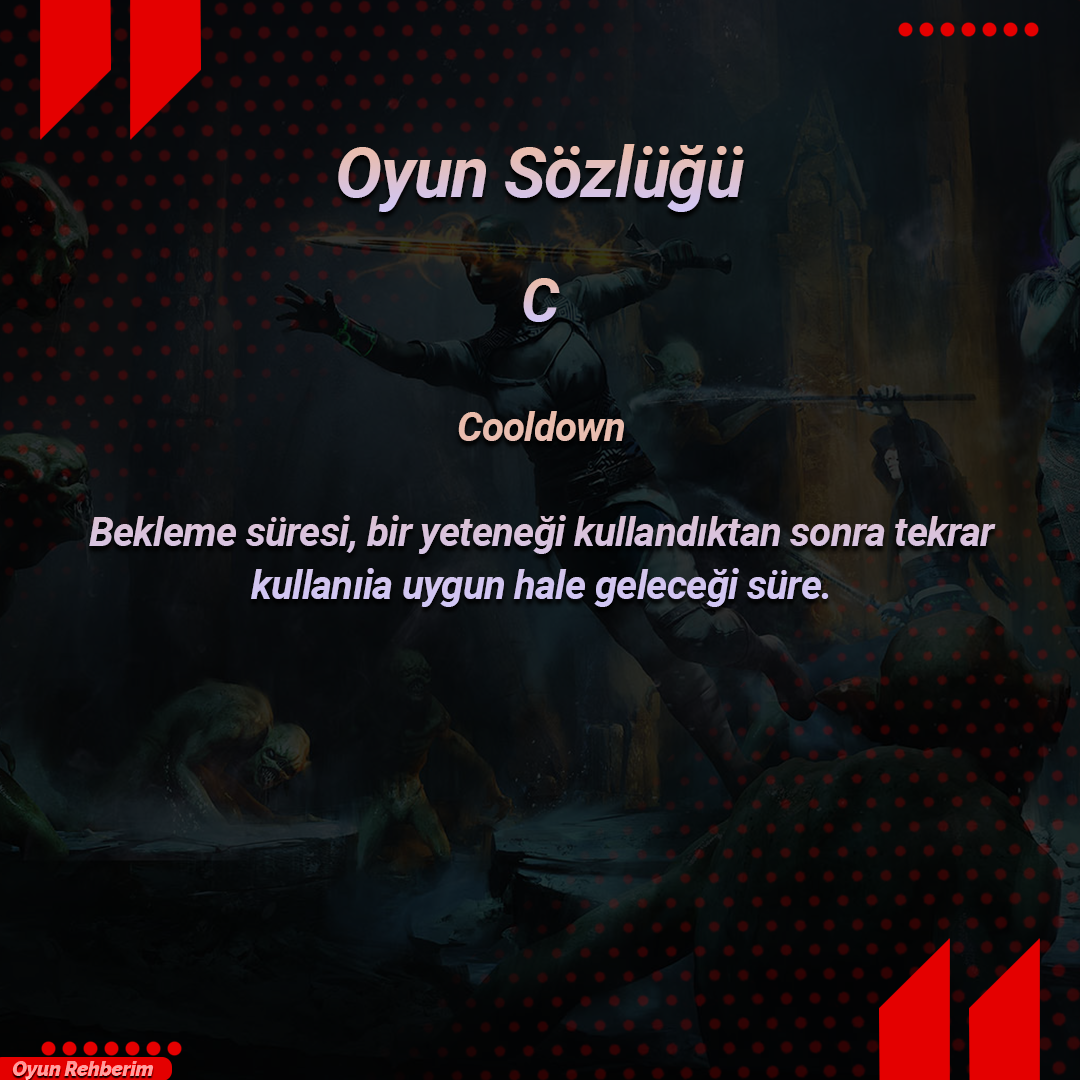 Oyun Sözlüğü
C
Cooldown
Bekleme süresi, bir yeteneği kullandıktan sonra tekrar
kullanıia uygun hale geleceği süre.
Oyun Rehberim